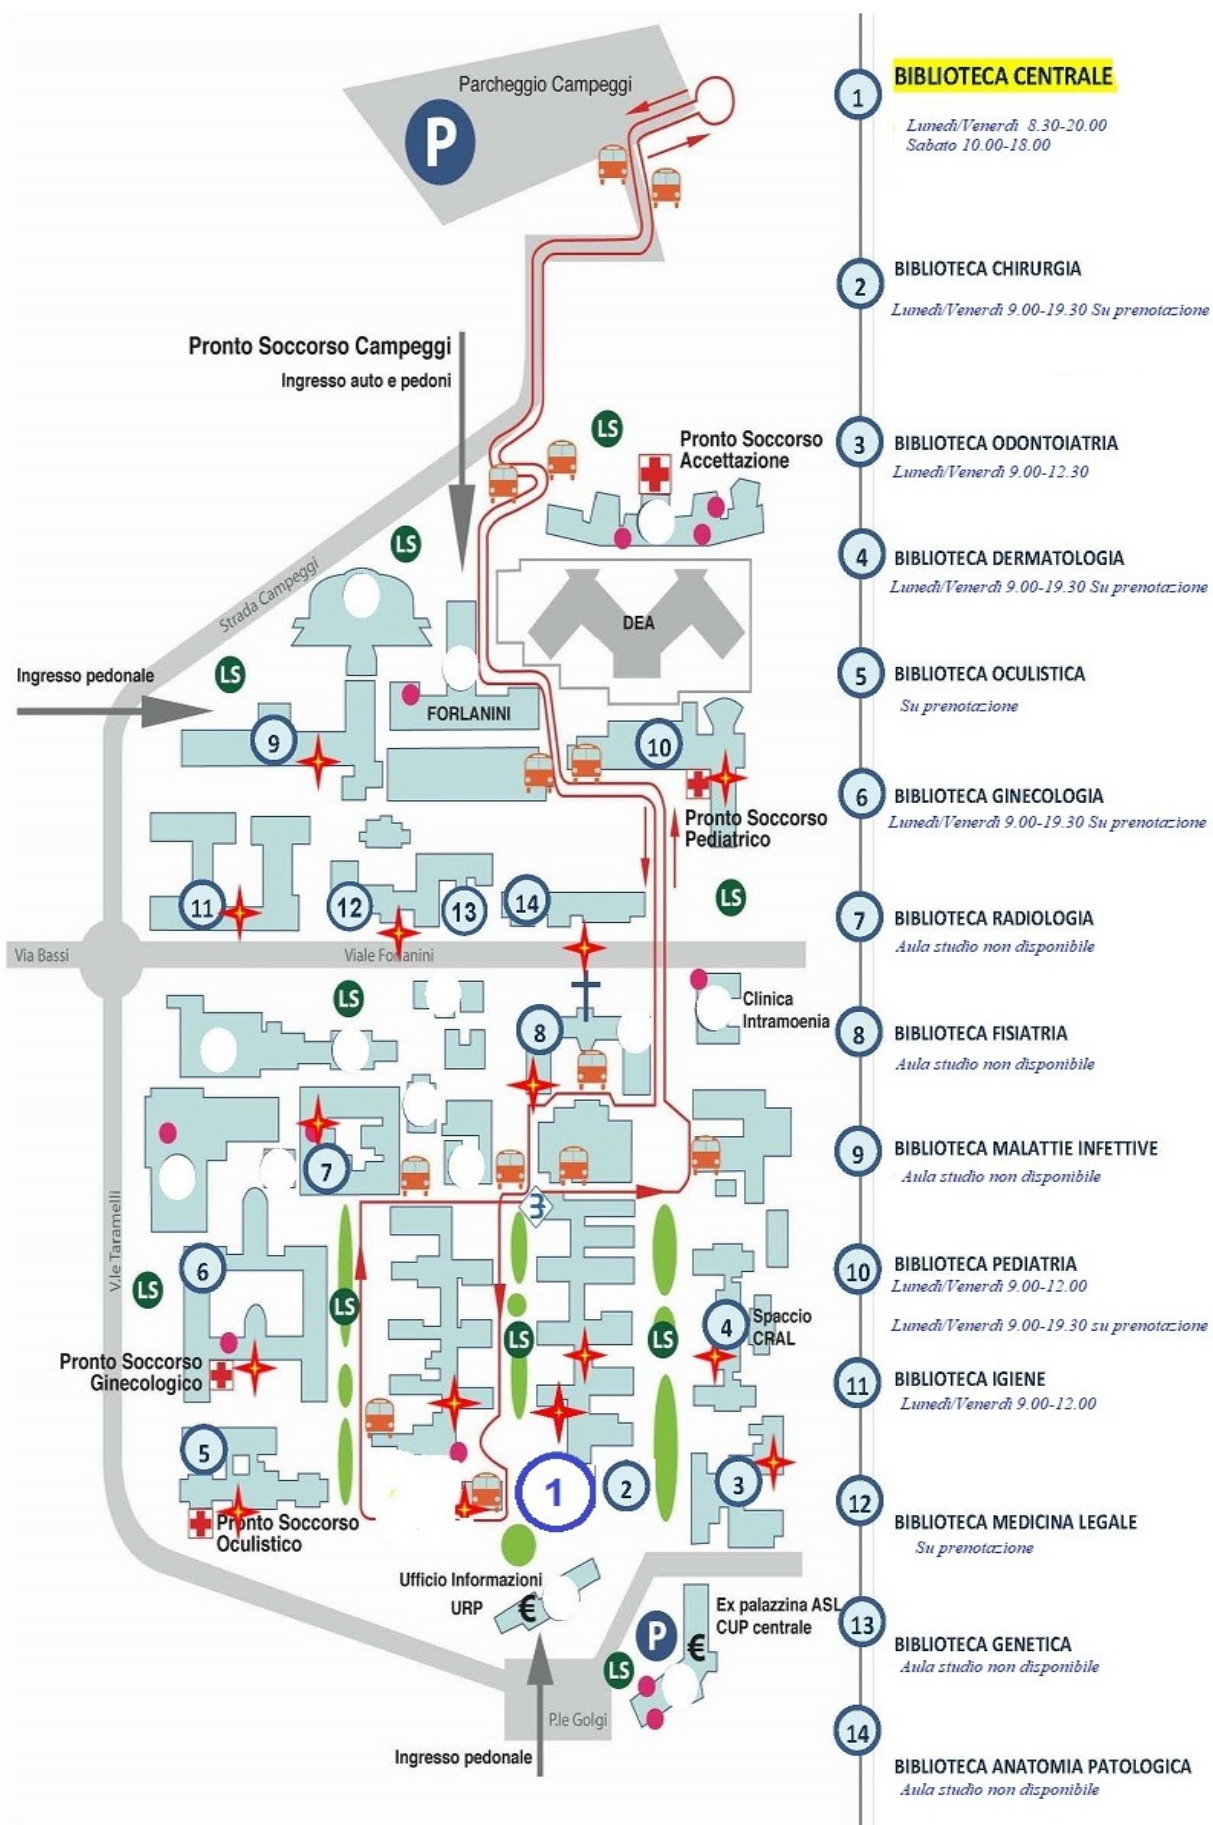 Parcheggio Campeggi
P
Pronto Soccorso Campeggi
Ingresso auto e pedoni
LS
Pronto Soccorso
Accettazione
LS
Strada Campeggi
DEA
Ingresso pedonale
LS
FORLANINI
9
10
Pronto Soccorso
Pediatrico
11
12
13
14
LS
Via Bassi
Viale Forlanini
LS
Clinica
Intramoenia
8
7
V.le Taramelli
3
6
LS
LS
LS
LS
4
Spaccio
CRAL
Pronto Soccorso
Ginecologico
5
1
2
3
Pronto Soccorso
Oculistico
Ufficio Informazioni
URP
€
Ex palazzina ASL
CUP centrale
P
€
LS
P.le Golgi
Ingresso pedonale
1
BIBLIOTECA CENTRALE
Lunedì/Venerdì 8.30-20.00
Sabato 10.00-18.00
2
BIBLIOTECA CHIRURGIA
Lunedì/Venerdì 9.00-19.30 Su prenotazione
3
BIBLIOTECA ODONTOIATRIA
Lunedì/Venerdì 9.00-12.30
4
BIBLIOTECA DERMATOLOGIA
Lunedì/Venerdì 9.00-19.30 Su prenotazione
5
BIBLIOTECA OCULISTICA
Su prenotazione
6
BIBLIOTECA GINECOLOGIA
Lunedì/Venerdì 9.00-19.30 Su prenotazione
7
BIBLIOTECA RADIOLOGIA
Aula studio non disponibile
8
BIBLIOTECA FISIATRIA
Aula studio non disponibile
9
BIBLIOTECA MALATTIE INFETTIVE
Aula studio non disponibile
10
BIBLIOTECA PEDIATRIA
Lunedì/Venerdì 9.00-12.00
Lunedì/Venerdì 9.00-19.30 su prenotazione
11
BIBLIOTECA IGIENE
Lunedì/Venerdì 9.00-12.00
12
BIBLIOTECA MEDICINA LEGALE
Su prenotazione
13
BIBLIOTECA GENETICA
Aula studio non disponibile
14
BIBLIOTECA ANATOMIA PATOLOGICA
Aula studio non disponibile